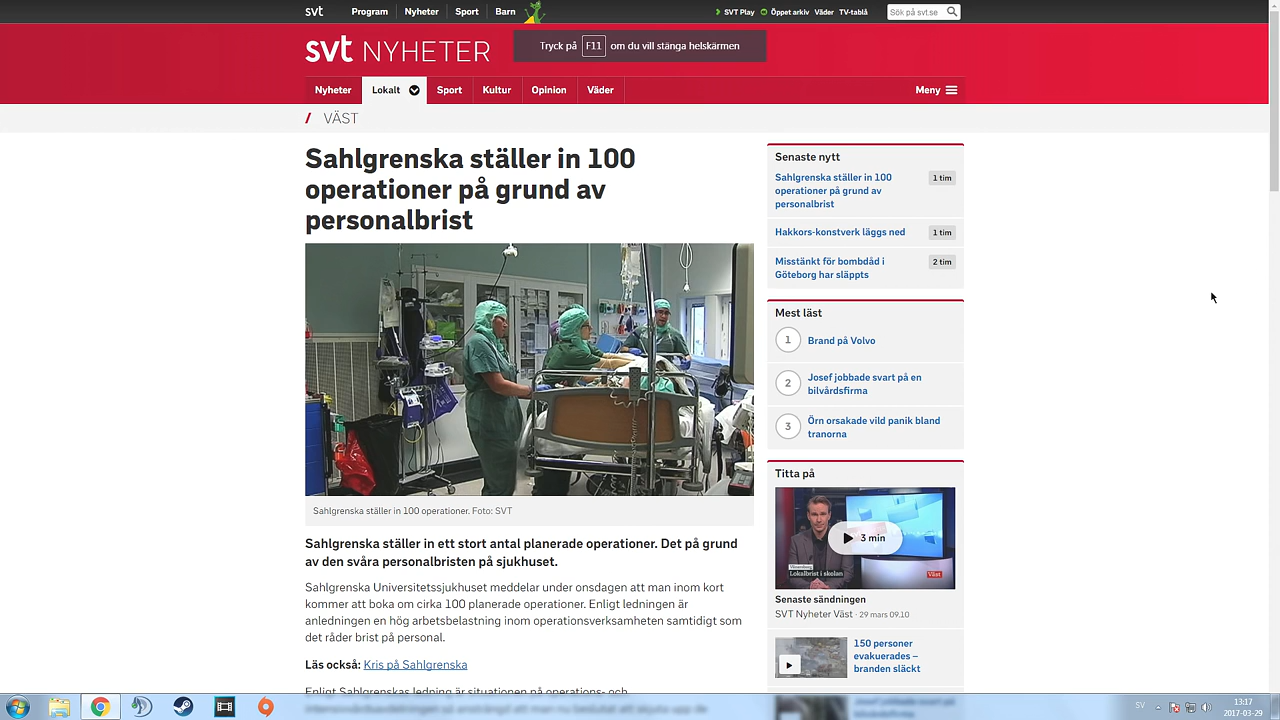 svt Program Nyheter Sport Barn SVT Play Öppet arkiv Väder TV-tablå Sök på svt.se
svt NYHETER
Tryck på F11 om du vill stänga helskärmen
Nyheter Lokalt Sport Kultur Opinion Väder Meny
/ VÄST
Sahlgrenska ställer in 100
operationer på grund av
personalbrist
Sahlgrenska ställer in 100 operationer. Foto: SVT
Sahlgrenska ställer in ett stort antal planerade operationer. Det på grund
av den svåra personalbristen på sjukhuset.
Sahlgrenska Universitetssjukhuset meddelar under onsdagen att man inom kort
kommer att boka om cirka 100 planerade operationer. Enligt ledningen är
anledningen en hög arbetsbelastning inom operationsverksamheten samtidigt som
det råder brist på personal.
Läs också: Kris på Sahlgrenska
Enligt Sahlgrenskas ledning är situationen på operations- och
Senaste nytt
Sahlgrenska ställer in 100 1 tim
operationer på grund av
personalbrist
Hakkors-konstverk läggs ned 1 tim
Misstänkt för bombdåd i 2 tim
Göteborg har släppts
Mest läst
1 Brand på Volvo
2 Josef jobbade svart på en
bilvårdsfirma
3 Örn orsakade vild panik bland
tranorna
Titta på
3 min
Lokalbrist i skolan
Väst
Senaste sändningen
SVT Nyheter Väst · 29 mars 09.10
150 personer
evakuerades –
branden släckt
SV 13:17
2017-03-29